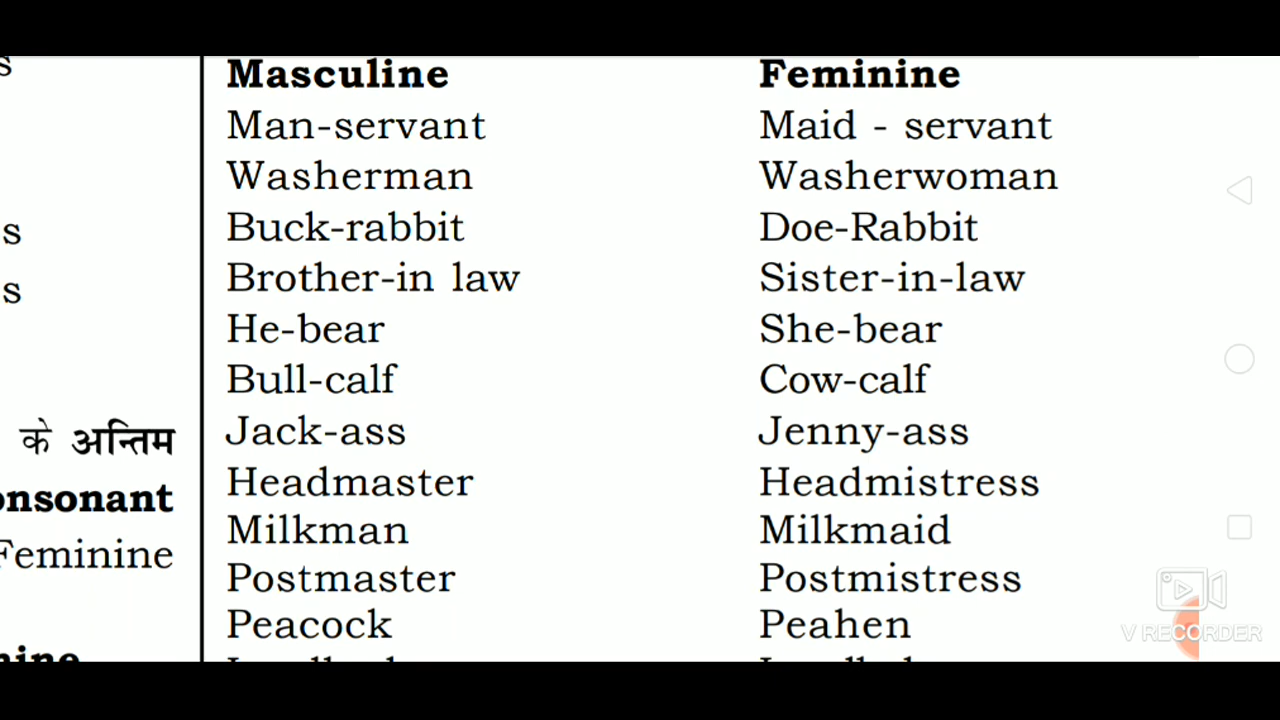 s
s
s
के अन्तिम
onsonant
Feminine
Masculine Feminine
Man-servant Maid - servant
Washerman Washerwoman
Buck-rabbit Doe-Rabbit
Brother-in law Sister-in-law
He-bear She-bear
Bull-calf Cow-calf
Jack-ass Jenny-ass
Headmaster Headmistress
Milkman Milkmaid
Postmaster Postmistress
Peacock Peahen
V RECORDER